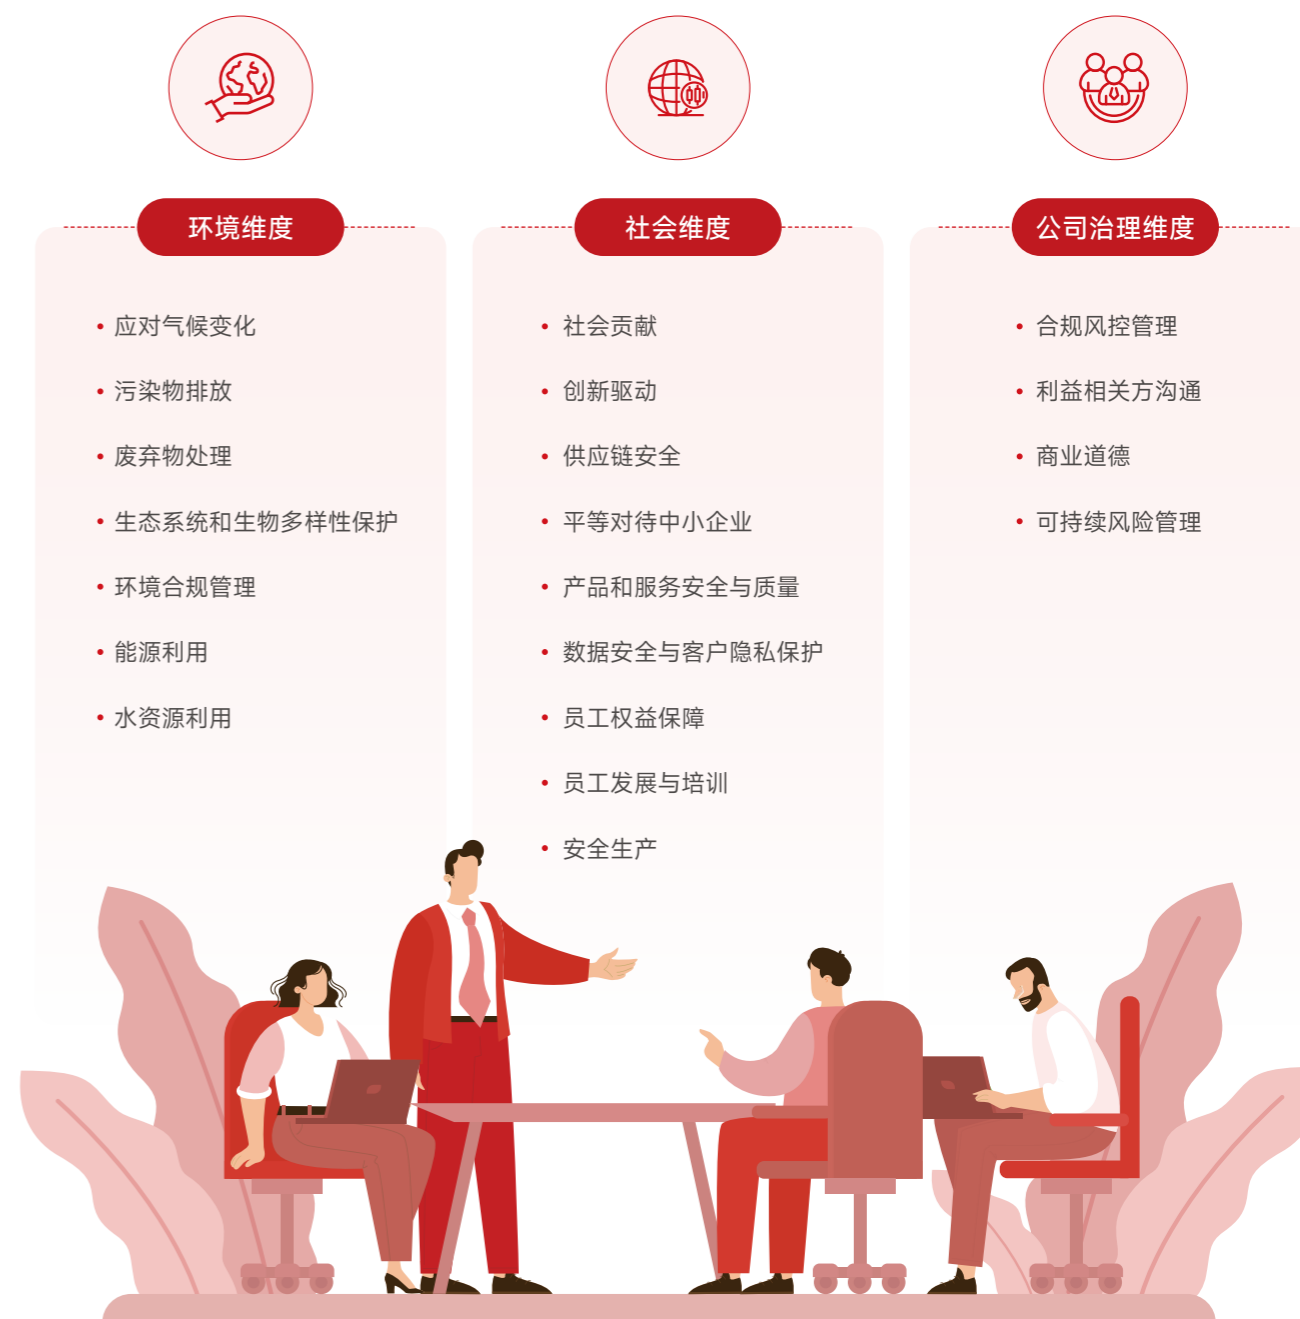 环境维度
应对气候变化
污染物排放
废弃物处理
生态系统和生物多样性保护
环境合规管理
能源利用
水资源利用
社会维度
社会贡献
创新驱动
供应链安全
平等对待中小企业
产品和服务安全与质量
数据安全与客户隐私保护
员工权益保障
员工发展与培训
安全生产
公司治理维度
合规风控管理
利益相关方沟通
商业道德
可持续风险管理